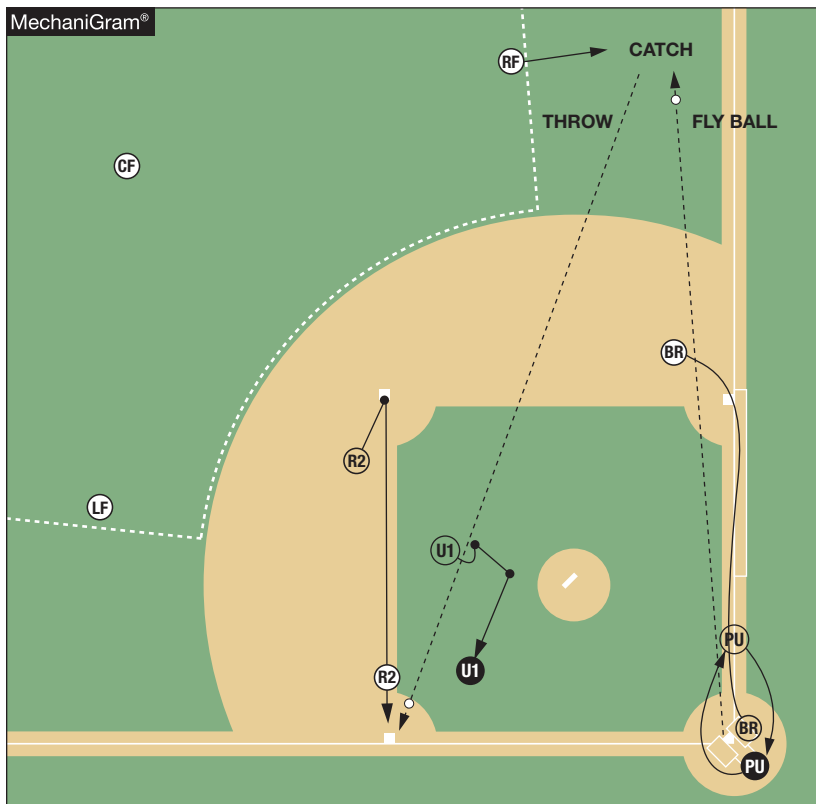 MechaniGram®
RF
CATCH
THROW
FLY BALL
CF
BR
R2
LF
U1
PU
U1
R2
BR
PU